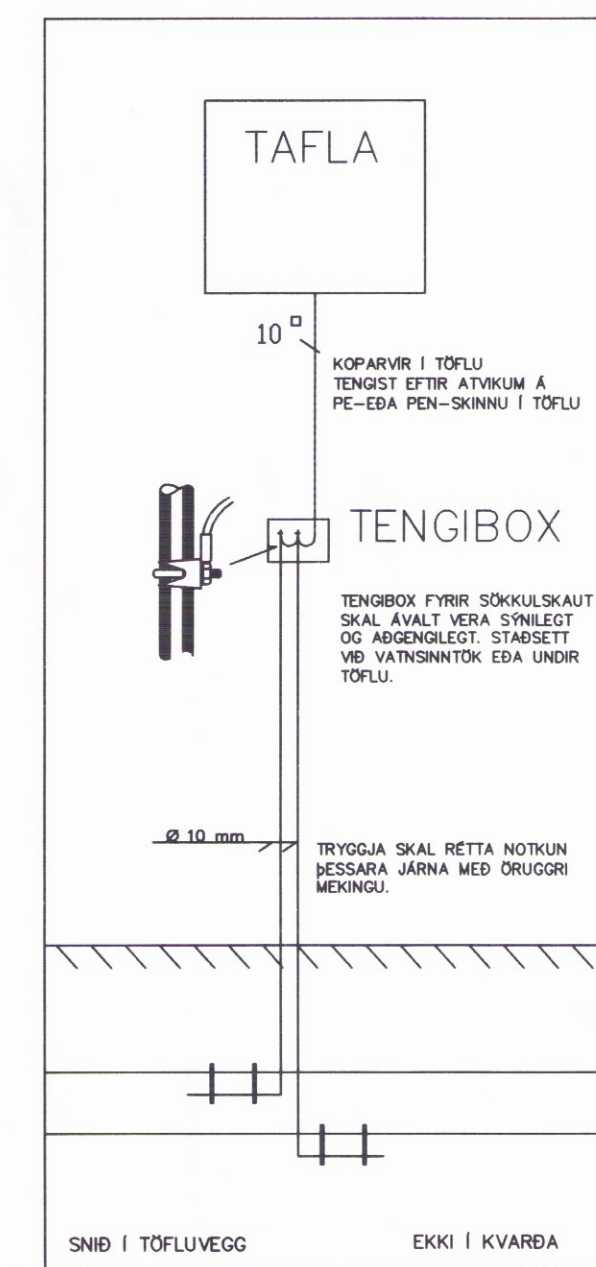 TAFLA
10 □
KOPARVÍR Í TÖFLU
TENGIST EFTIR ATVIKUM Á
PE-EÐA PEN-SKINNU Í TÖFLU
TENGIBOX
TENGIBOX FYRIR SÖKKULSKAUT
SKAL ÁVALT VERA SÝNILEGT
OG AÐGENGILEGT. STAÐSETT
VIÐ VATNSINNTÖK EÐA UNDIR
TÖFLU.
Ø 10 mm
TRYGGJA SKAL RÉTTA NOTKUN
ÞESSARA JÁRNA MEÐ ÖRUGGRI
MEKINGU.
SNIÐ Í TÖFLUVEGG
EKKI Í KVARÐA